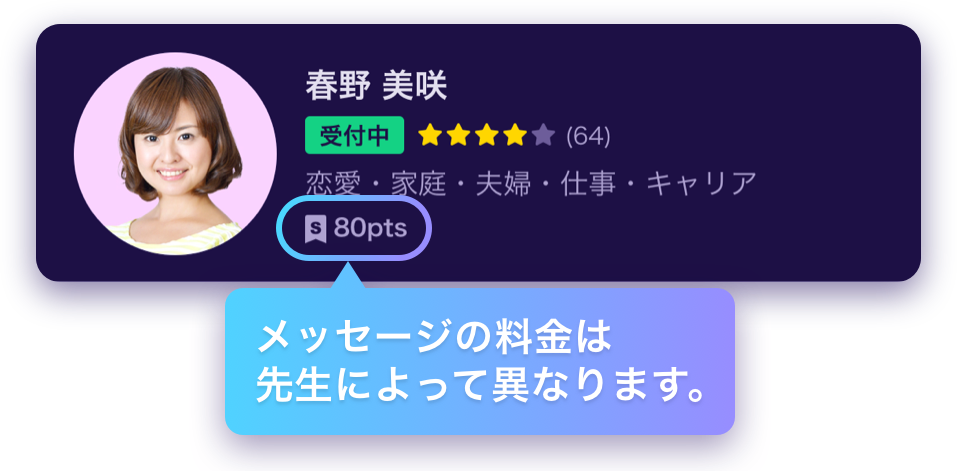 春野 美咲
受付中 ★★★★★ (64)
恋愛・家庭・夫婦・仕事・キャリア
S 80pts
メッセージの料金は
先生によって異なります。